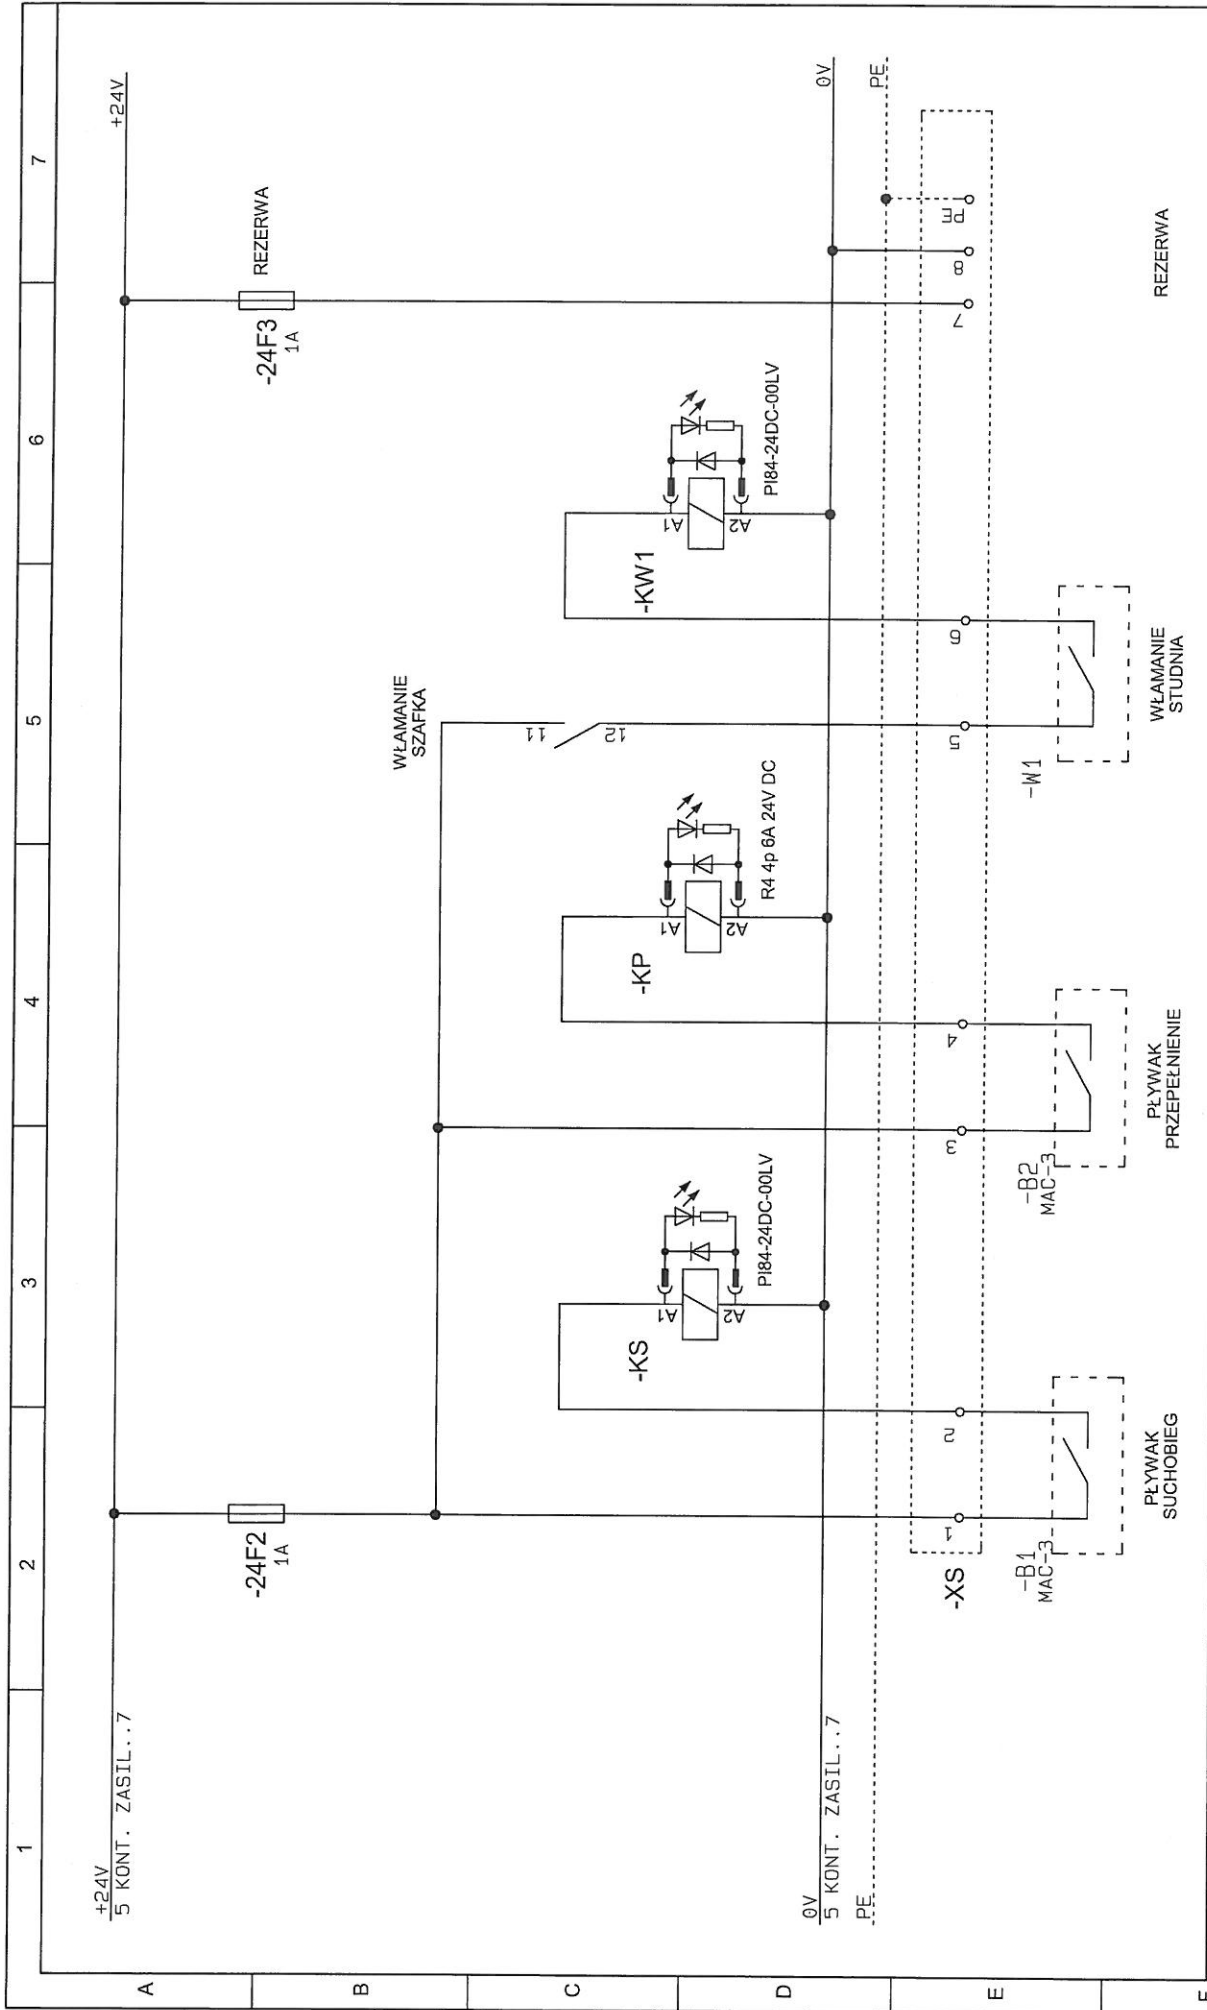 1
2
3
4
5
6
7
A
B
C
D
E
+24V
5 KONT. ZASIL..7
+24V
-24F2
1A
-24F3
1A
REZERWA
WŁAMANIE
SZAFKA
11
12
-KS
A1
A2
PI84-24DC-00LV
-KP
A1
A2
R4 4p 6A 24V DC
-KW1
A1
A2
PI84-24DC-00LV
0V
5 KONT. ZASIL..7
0V
PE
PE
-XS
1
2
3
4
5
6
7
8
PE
-B1
MAC-3
-B2
MAC-3
-W1
PŁYWAK
SUCHOBIEG
PŁYWAK
PRZEPEŁNIENIE
WŁAMANIE
STUDNIA
REZERWA